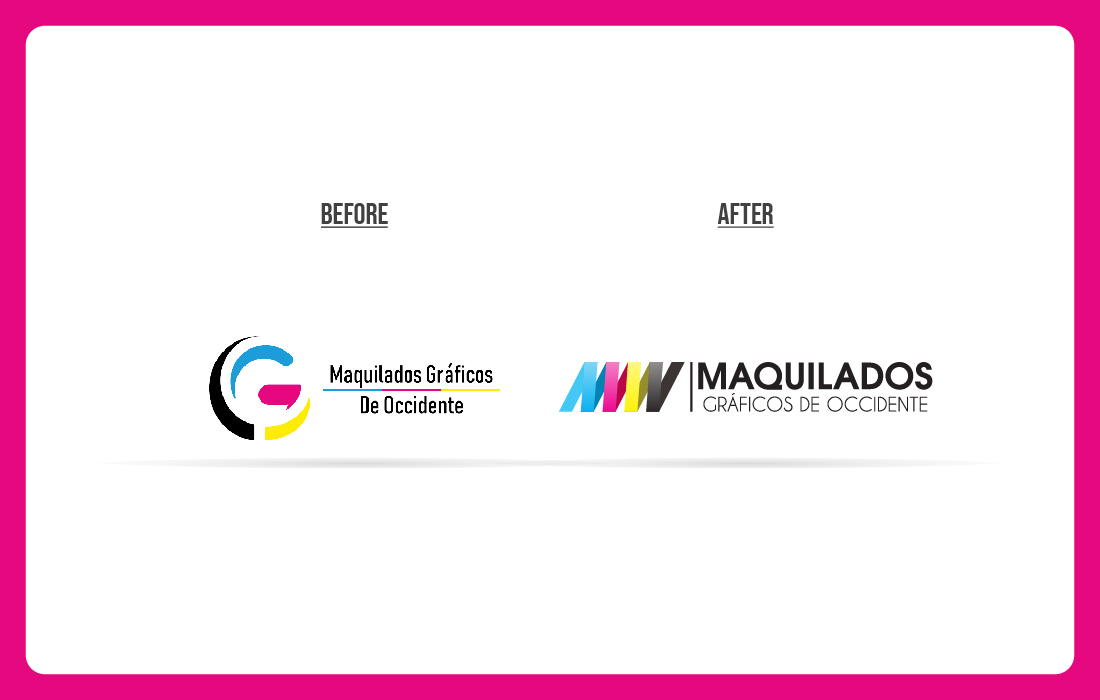 BEFORE
AFTER
Maquilados Gráficos
De Occidente
MAQUILADOS
GRÁFICOS DE OCCIDENTE